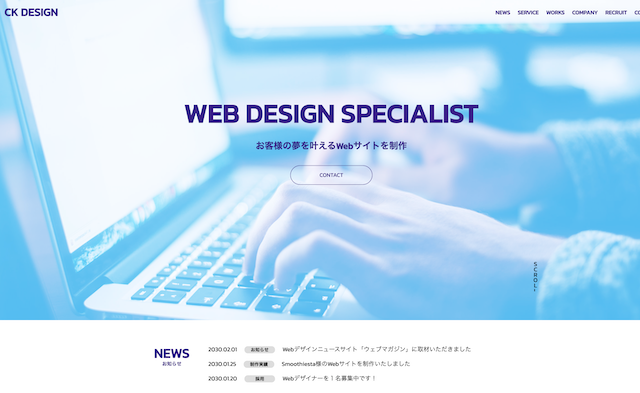 CK DESIGN
NEWS SERVICE WORKS COMPANY RECRUIT CO
WEB DESIGN SPECIALIST
お客様の夢を叶えるWebサイトを制作
CONTACT
SCROLL
NEWS
お知らせ
2030.02.01 お知らせ Webデザインニュースサイト「ウェブマガジン」に取材いただきました
2030.01.25 制作実績 Smoothiesta様のWebサイトを制作いたしました
2030.01.20 採用 Webデザイナーを1名募集中です！